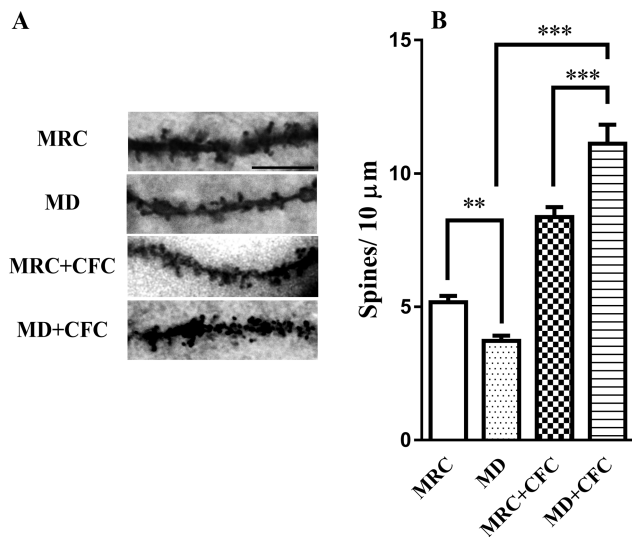 A
MRC
MD
MRC+CFC
MD+CFC
B
Spines/ 10 μm
15
10
5
0
***
***
**
MRC
MD
MRC+CFC
MD+CFC